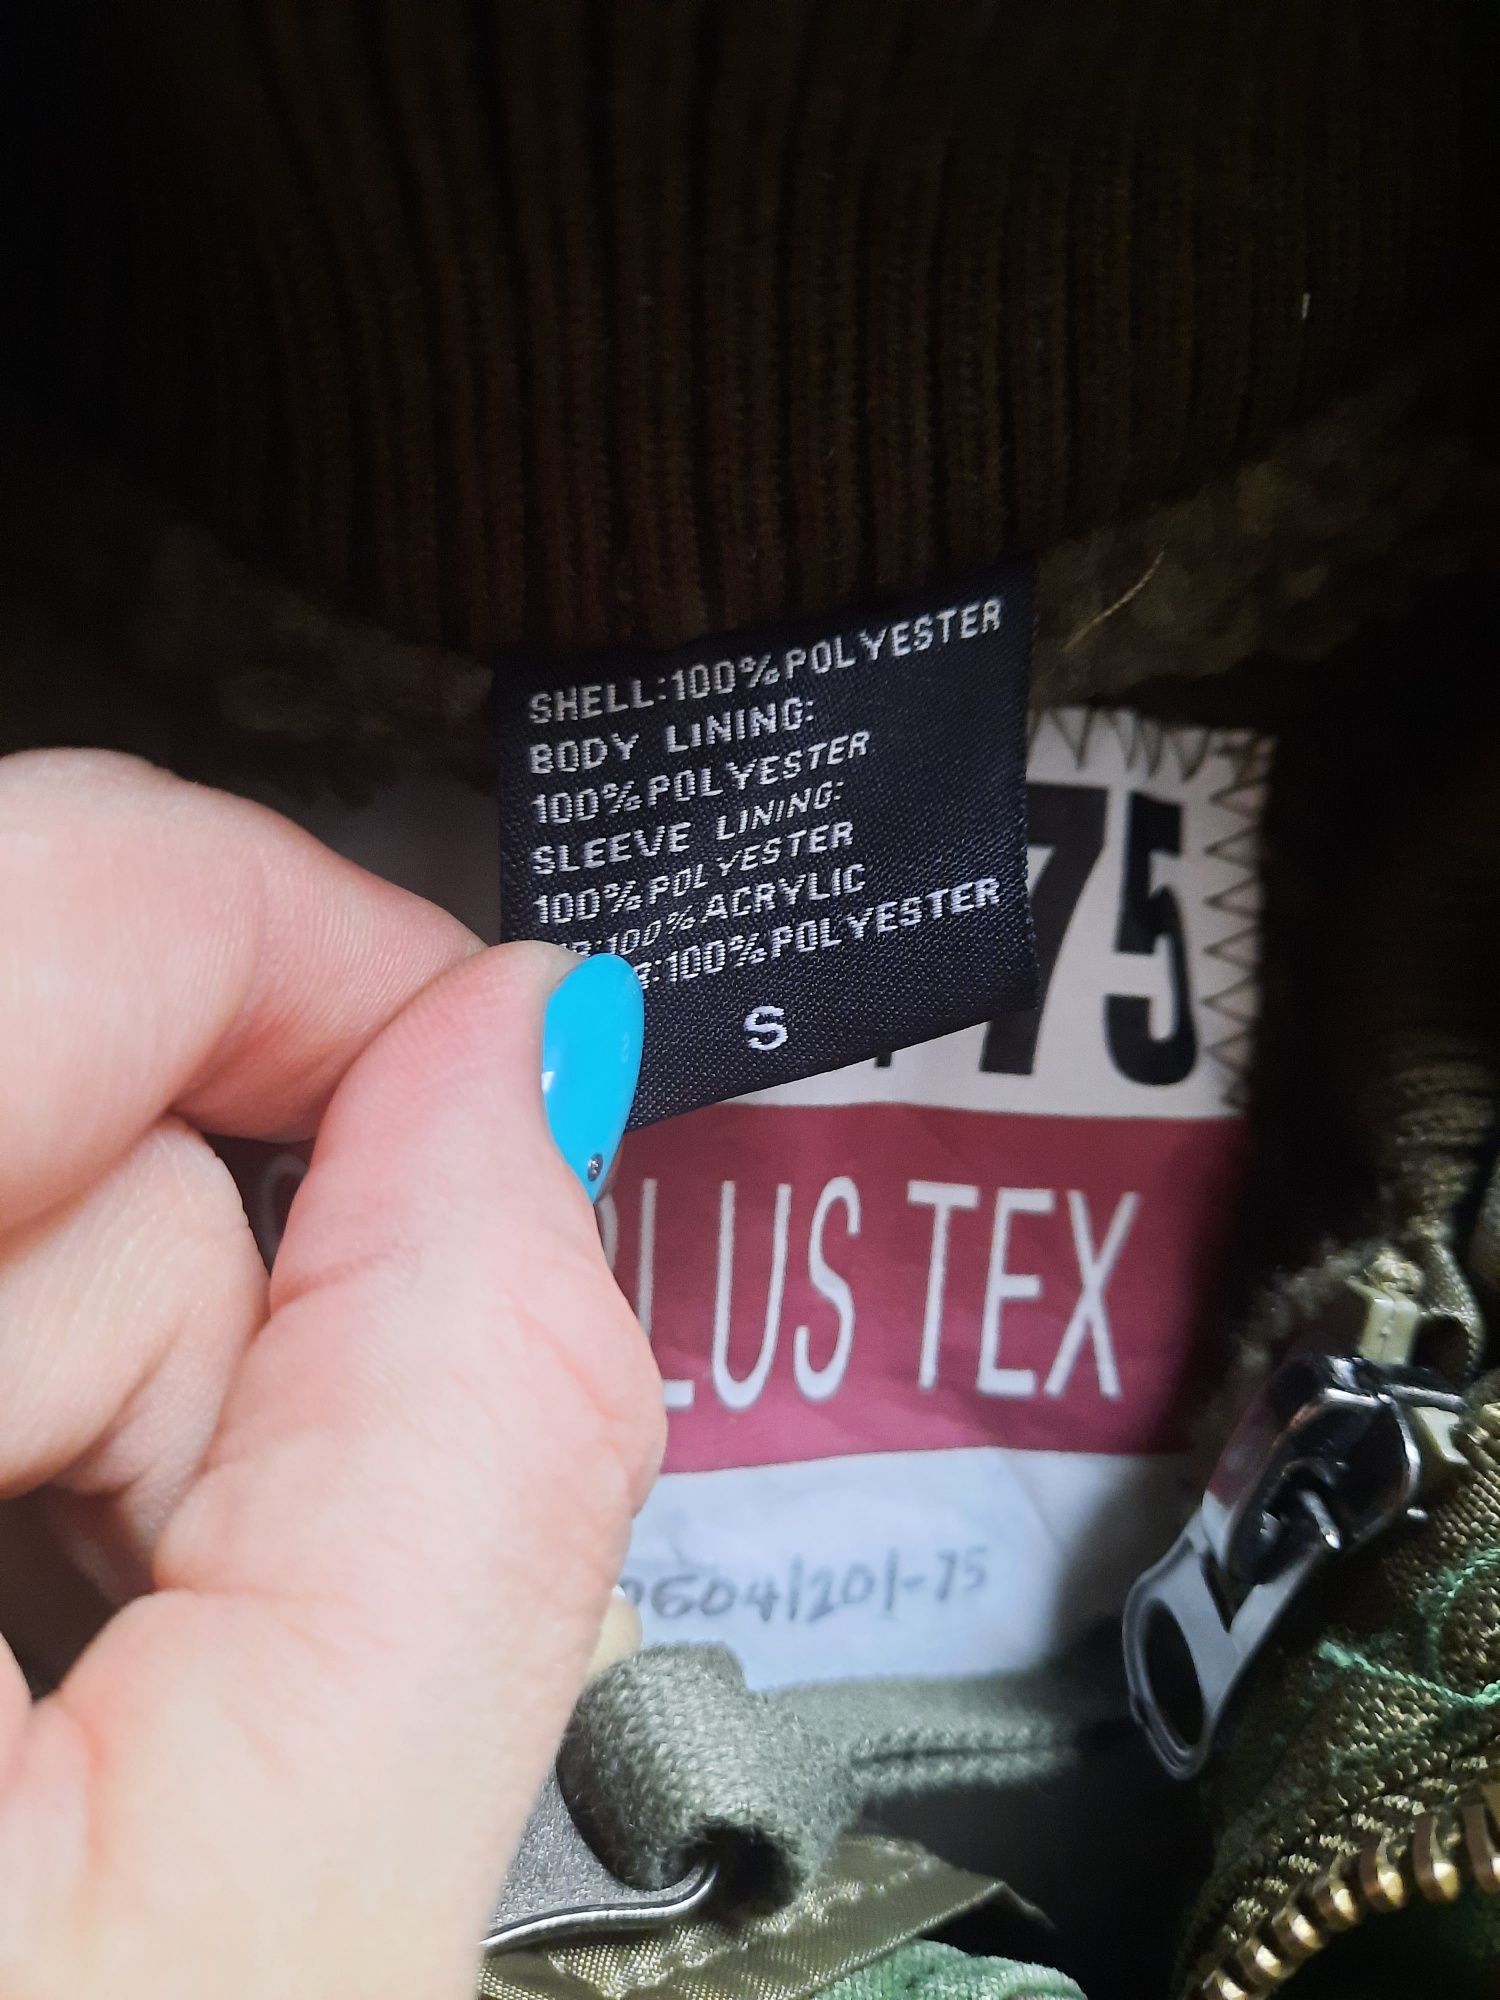 SHELL:100%POLYESTER
BODY LINING:
100%POLYESTER
SLEEVE LINING:
100%POLYESTER
:100%ACRYLIC
:100%POLYESTER
S
75
LUS TEX
0604/201-75